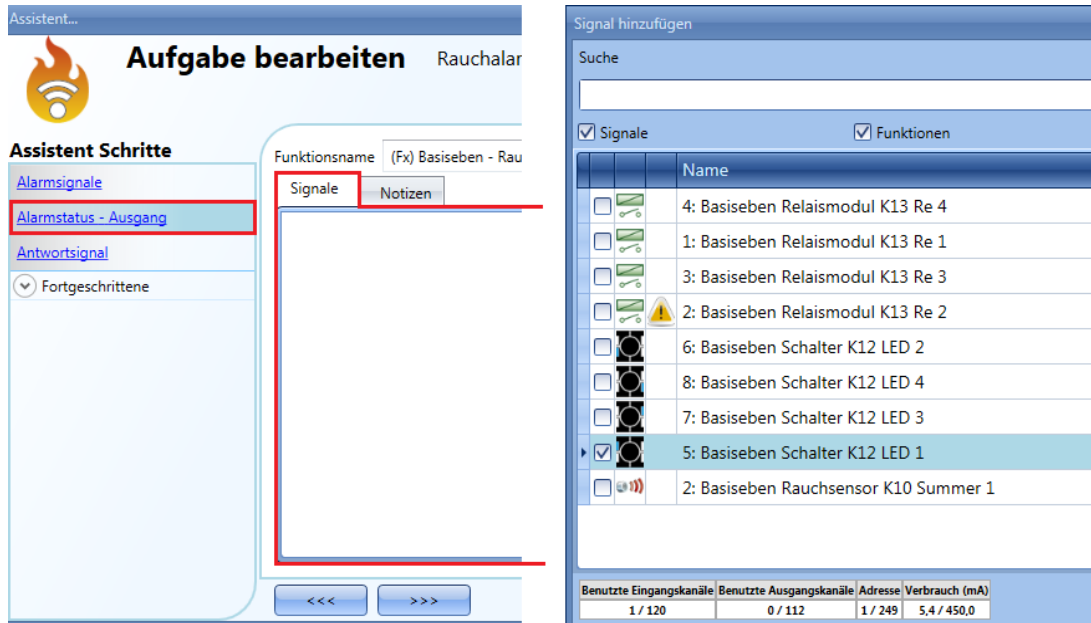 Assistent...
Aufgabe bearbeiten Rauchalar
Assistent Schritte
Alarmsignale
Alarmstatus - Ausgang
Antwortsignal
Fortgeschrittene
Funktionsname (Fx) Basiseben - Rau
Signale Notizen
<<< >>>
Signal hinzufügen
Suche
Signale Funktionen
Name
4: Basiseben Relaismodul K13 Re 4
1: Basiseben Relaismodul K13 Re 1
3: Basiseben Relaismodul K13 Re 3
2: Basiseben Relaismodul K13 Re 2
6: Basiseben Schalter K12 LED 2
8: Basiseben Schalter K12 LED 4
7: Basiseben Schalter K12 LED 3
5: Basiseben Schalter K12 LED 1
2: Basiseben Rauchsensor K10 Summer 1
Benutzte Eingangskanäle Benutzte Ausgangskanäle Adresse Verbrauch (mA)
1 / 120 0 / 112 1 / 249 5,4 / 450,0